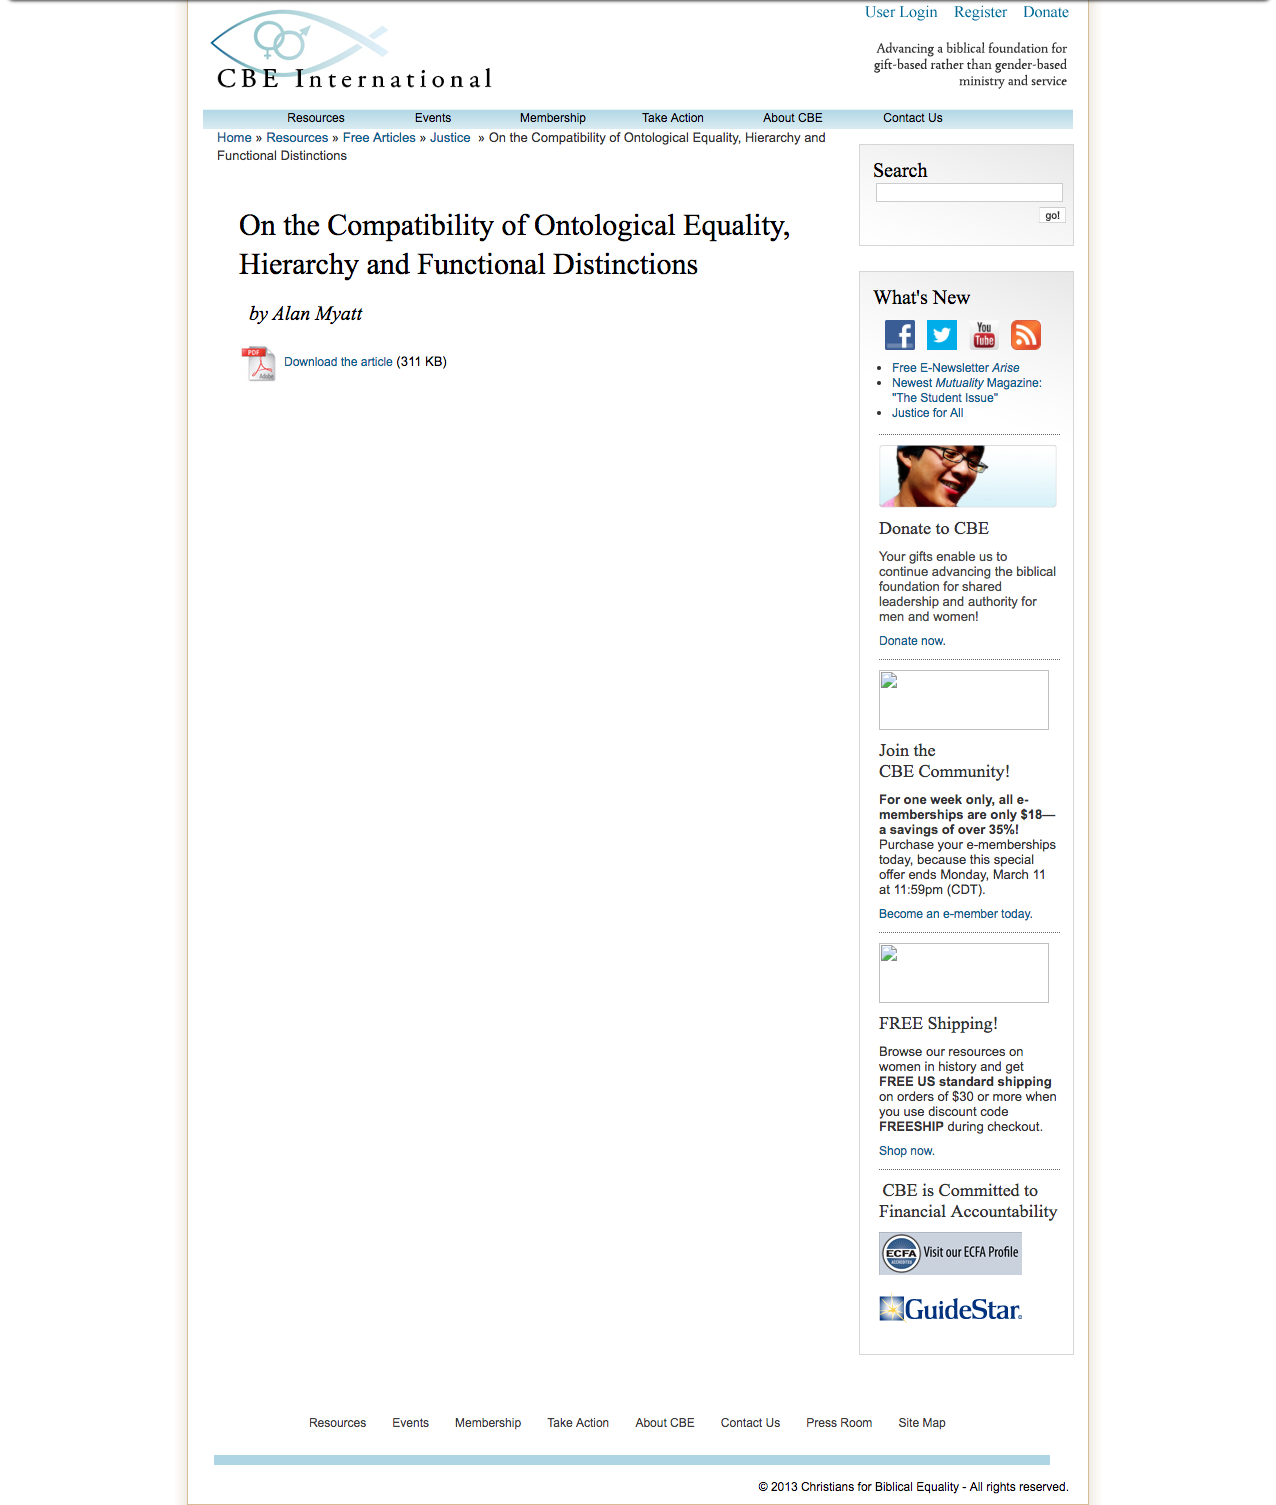 User Login Register Donate
CBE International
Advancing a biblical foundation for
gift-based rather than gender-based
ministry and service
Resources Events Membership Take Action About CBE Contact Us
Home » Resources » Free Articles » Justice » On the Compatibility of Ontological Equality, Hierarchy and
Functional Distinctions
On the Compatibility of Ontological Equality,
Hierarchy and Functional Distinctions
by Alan Myatt
PDF
Adobe
Download the article (311 KB)
Search
go!
What's New
You
Tube
Free E-Newsletter Arise
Newest Mutuality Magazine:
"The Student Issue"
Justice for All
Donate to CBE
Your gifts enable us to
continue advancing the biblical
foundation for shared
leadership and authority for
men and women!
Donate now.
Join the
CBE Community!
For one week only, all e-
memberships are only $18—
a savings of over 35%!
Purchase your e-memberships
today, because this special
offer ends Monday, March 11
at 11:59pm (CDT).
Become an e-member today.
FREE Shipping!
Browse our resources on
women in history and get
FREE US standard shipping
on orders of $30 or more when
you use discount code
FREESHIP during checkout.
Shop now.
CBE is Committed to
Financial Accountability
ECFA
ACCREDITED
Visit our ECFA Profile
GuideStar
Resources Events Membership Take Action About CBE Contact Us Press Room Site Map
© 2013 Christians for Biblical Equality - All rights reserved.